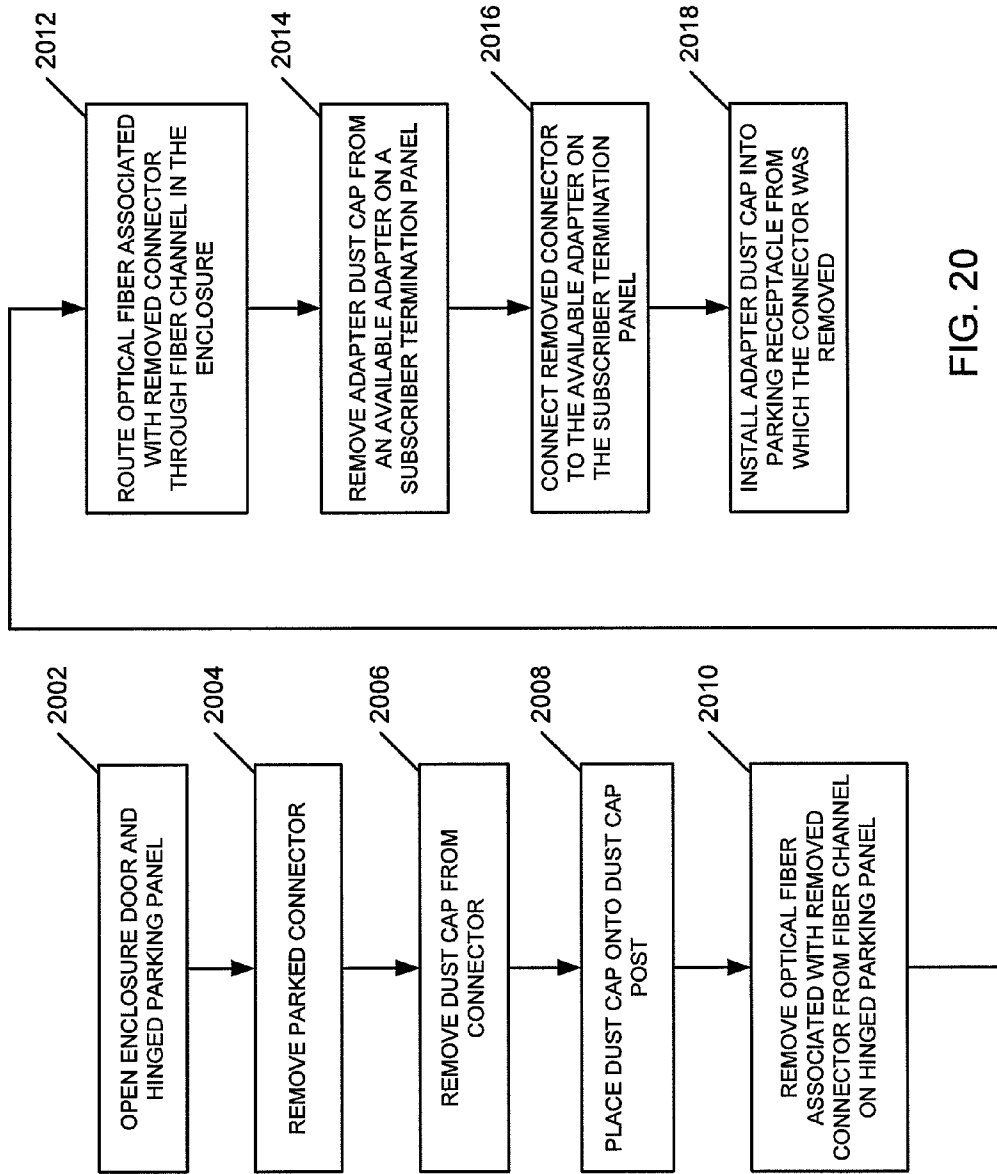 2002
OPEN ENCLOSURE DOOR AND
HINGED PARKING PANEL
2004
REMOVE PARKED CONNECTOR
2006
REMOVE DUST CAP FROM
CONNECTOR
2008
PLACE DUST CAP ONTO DUST CAP
POST
2010
REMOVE OPTICAL FIBER
ASSOCIATED WITH REMOVED
CONNECTOR FROM FIBER CHANNEL
ON HINGED PARKING PANEL
2012
ROUTE OPTICAL FIBER ASSOCIATED
WITH REMOVED CONNECTOR
THROUGH FIBER CHANNEL IN THE
ENCLOSURE
2014
REMOVE ADAPTER DUST CAP FROM
AN AVAILABLE ADAPTER ON A
SUBSCRIBER TERMINATION PANEL
2016
CONNECT REMOVED CONNECTOR
TO THE AVAILABLE ADAPTER ON
THE SUBSCRIBER TERMINATION
PANEL
2018
INSTALL ADAPTER DUST CAP INTO
PARKING RECEPTACLE FROM
WHICH THE CONNECTOR WAS
REMOVED
FIG. 20